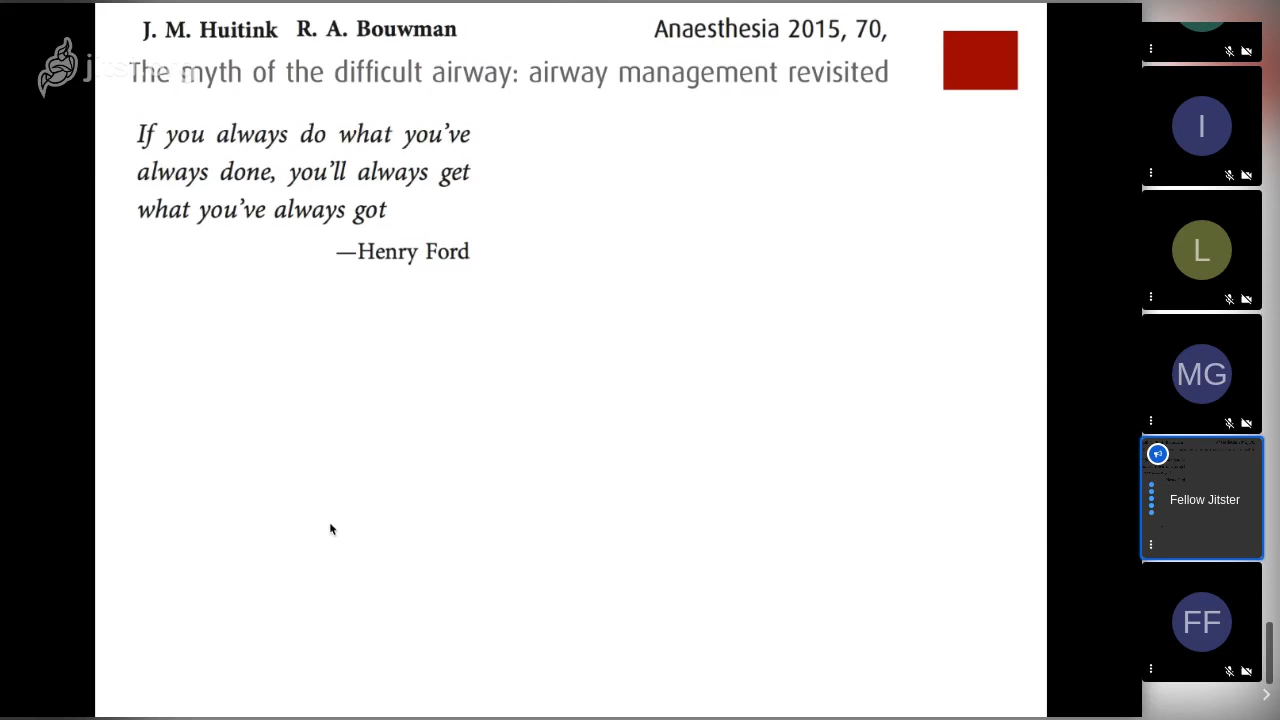 J. M. Huitink R. A. Bouwman
Anaesthesia 2015, 70,
jitsi.org
The myth of the difficult airway: airway management revisited
If you always do what you've
always done, you'll always get
what you've always got
—Henry Ford
I
L
MG
Fellow Jitster
FF